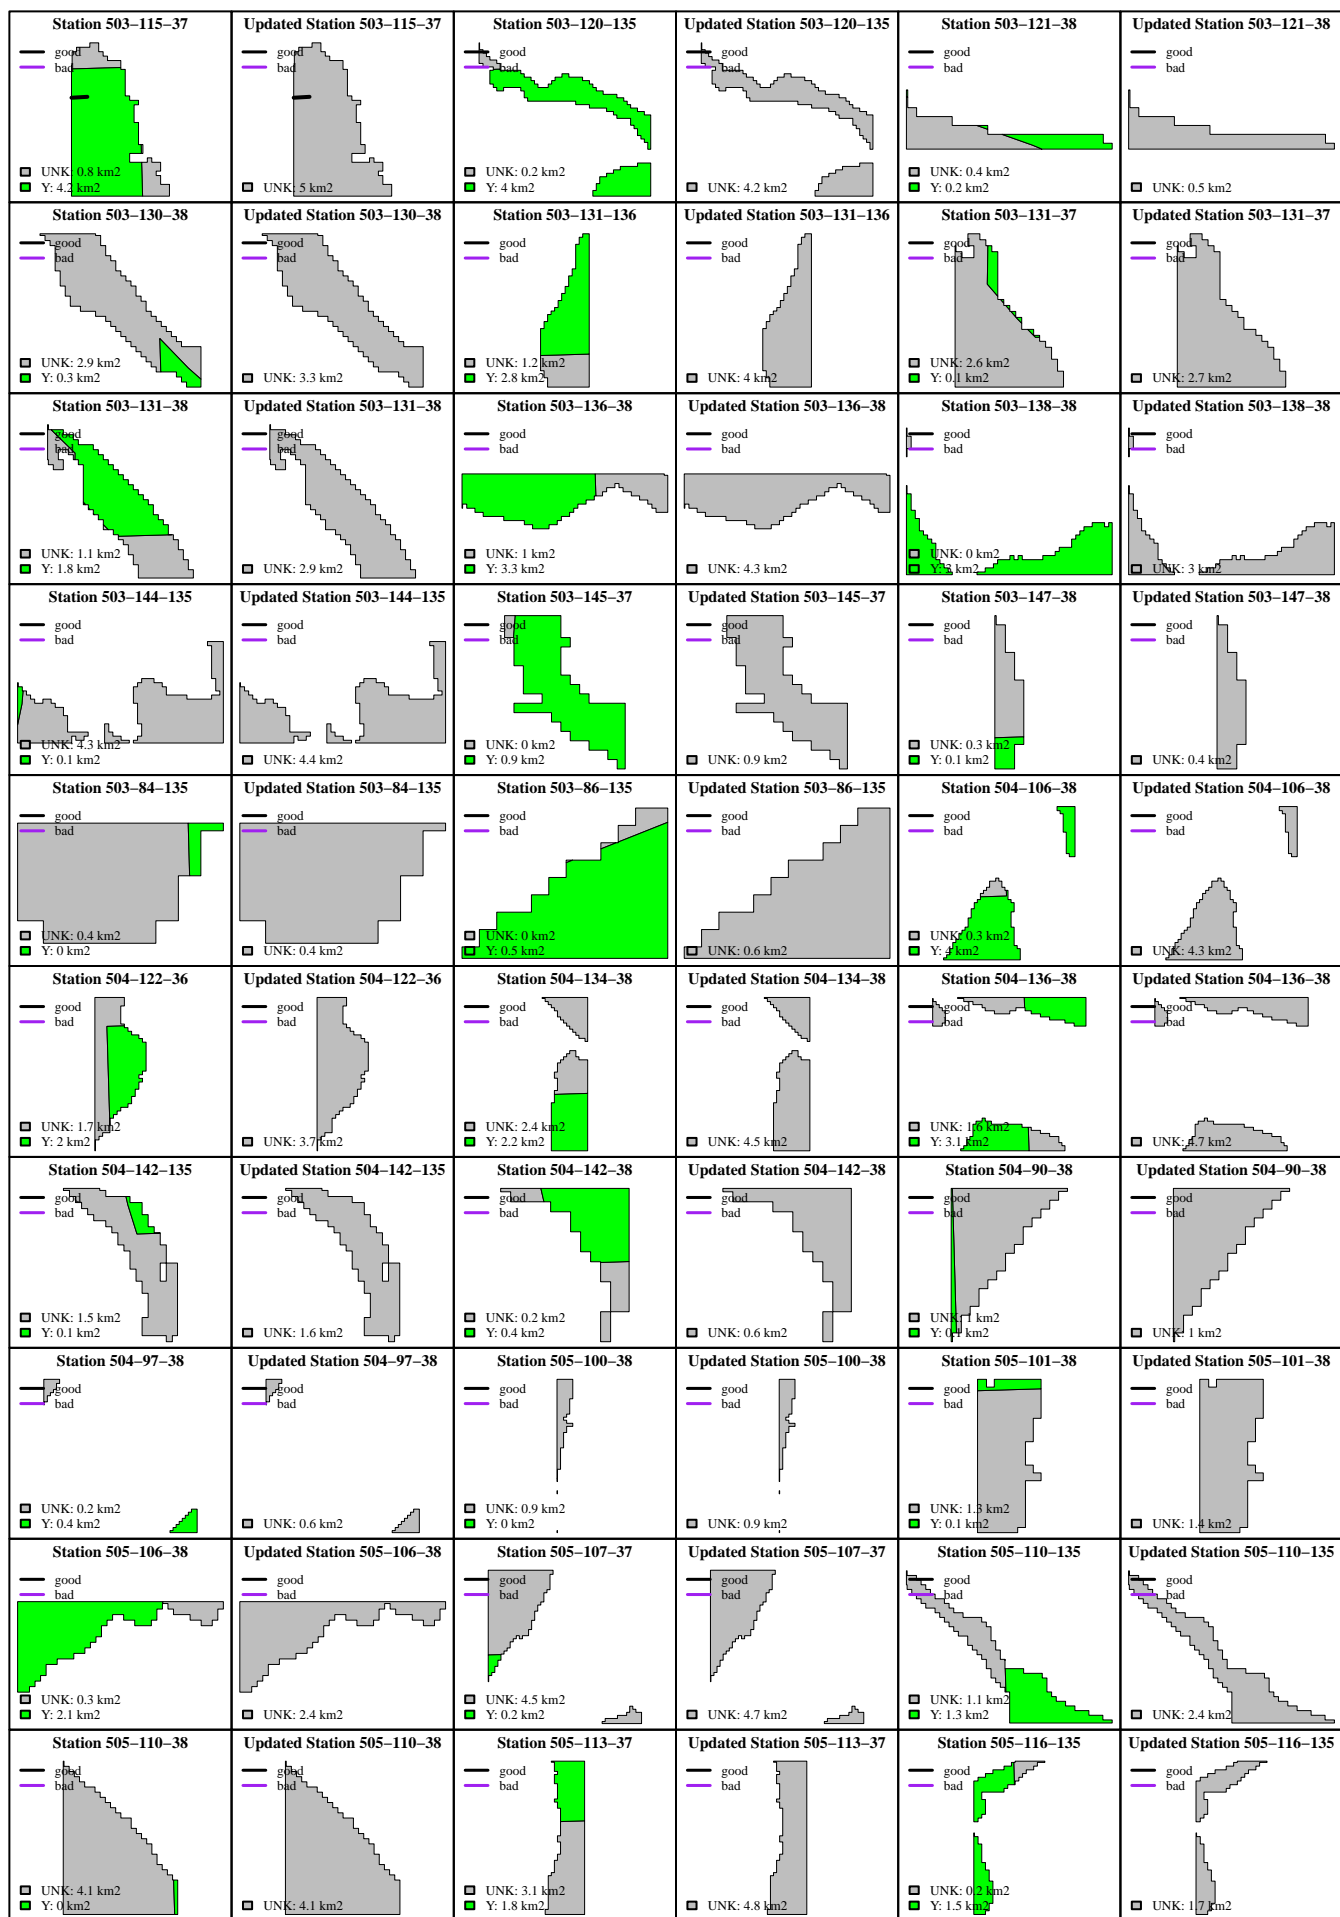 Station 503−115−37
good
bad
UNK: 0.8 km2
Y: 4.2 km2
Updated Station 503−115−37
good
bad
UNK: 5 km2
Station 503−120−135
good
bad
UNK: 0.2 km2
Y: 4 km2
Updated Station 503−120−135
good
bad
UNK: 4.2 km2
Station 503−121−38
good
bad
UNK: 0.4 km2
Y: 0.2 km2
Updated Station 503−121−38
good
bad
UNK: 0.5 km2
Station 503−130−38
good
bad
UNK: 2.9 km2
Y: 0.3 km2
Updated Station 503−130−38
good
bad
UNK: 3.3 km2
Station 503−131−136
good
bad
UNK: 1.2 km2
Y: 2.8 km2
Updated Station 503−131−136
good
bad
UNK: 4 km2
Station 503−131−37
good
bad
UNK: 2.6 km2
Y: 0.1 km2
Updated Station 503−131−37
good
bad
UNK: 2.7 km2
Station 503−131−38
good
bad
UNK: 1.1 km2
Y: 1.8 km2
Updated Station 503−131−38
good
bad
UNK: 2.9 km2
Station 503−136−38
good
bad
UNK: 1 km2
Y: 3.3 km2
Updated Station 503−136−38
good
bad
UNK: 4.3 km2
Station 503−138−38
good
bad
UNK: 0 km2
Y: 3 km2
Updated Station 503−138−38
good
bad
UNK: 3 km2
Station 503−144−135
good
bad
UNK: 4.3 km2
Y: 0.1 km2
Updated Station 503−144−135
good
bad
UNK: 4.4 km2
Station 503−145−37
good
bad
UNK: 0 km2
Y: 0.9 km2
Updated Station 503−145−37
good
bad
UNK: 0.9 km2
Station 503−147−38
good
bad
UNK: 0.3 km2
Y: 0.1 km2
Updated Station 503−147−38
good
bad
UNK: 0.4 km2
Station 503−84−135
good
bad
UNK: 0.4 km2
Y: 0 km2
Updated Station 503−84−135
good
bad
UNK: 0.4 km2
Station 503−86−135
good
bad
UNK: 0 km2
Y: 0.5 km2
Updated Station 503−86−135
good
bad
UNK: 0.6 km2
Station 504−106−38
good
bad
UNK: 0.3 km2
Y: 4 km2
Updated Station 504−106−38
good
bad
UNK: 4.3 km2
Station 504−122−36
good
bad
UNK: 1.7 km2
Y: 2 km2
Updated Station 504−122−36
good
bad
UNK: 3.7 km2
Station 504−134−38
good
bad
UNK: 2.4 km2
Y: 2.2 km2
Updated Station 504−134−38
good
bad
UNK: 4.5 km2
Station 504−136−38
good
bad
UNK: 1.6 km2
Y: 3.1 km2
Updated Station 504−136−38
good
bad
UNK: 4.7 km2
Station 504−142−135
good
bad
UNK: 1.5 km2
Y: 0.1 km2
Updated Station 504−142−135
good
bad
UNK: 1.6 km2
Station 504−142−38
good
bad
UNK: 0.2 km2
Y: 0.4 km2
Updated Station 504−142−38
good
bad
UNK: 0.6 km2
Station 504−90−38
good
bad
UNK: 1 km2
Y: 0.1 km2
Updated Station 504−90−38
good
bad
UNK: 1 km2
Station 504−97−38
good
bad
UNK: 0.2 km2
Y: 0.4 km2
Updated Station 504−97−38
good
bad
UNK: 0.6 km2
Station 505−100−38
good
bad
UNK: 0.9 km2
Y: 0 km2
Updated Station 505−100−38
good
bad
UNK: 0.9 km2
Station 505−101−38
good
bad
UNK: 1.3 km2
Y: 0.1 km2
Updated Station 505−101−38
good
bad
UNK: 1.4 km2
Station 505−106−38
good
bad
UNK: 0.3 km2
Y: 2.1 km2
Updated Station 505−106−38
good
bad
UNK: 2.4 km2
Station 505−107−37
good
bad
UNK: 4.5 km2
Y: 0.2 km2
Updated Station 505−107−37
good
bad
UNK: 4.7 km2
Station 505−110−135
good
bad
UNK: 1.1 km2
Y: 1.3 km2
Updated Station 505−110−135
good
bad
UNK: 2.4 km2
Station 505−110−38
good
bad
UNK: 4.1 km2
Y: 0 km2
Updated Station 505−110−38
good
bad
UNK: 4.1 km2
Station 505−113−37
good
bad
UNK: 3.1 km2
Y: 1.8 km2
Updated Station 505−113−37
good
bad
UNK: 4.8 km2
Station 505−116−135
good
bad
UNK: 0.2 km2
Y: 1.5 km2
Updated Station 505−116−135
good
bad
UNK: 1.7 km2